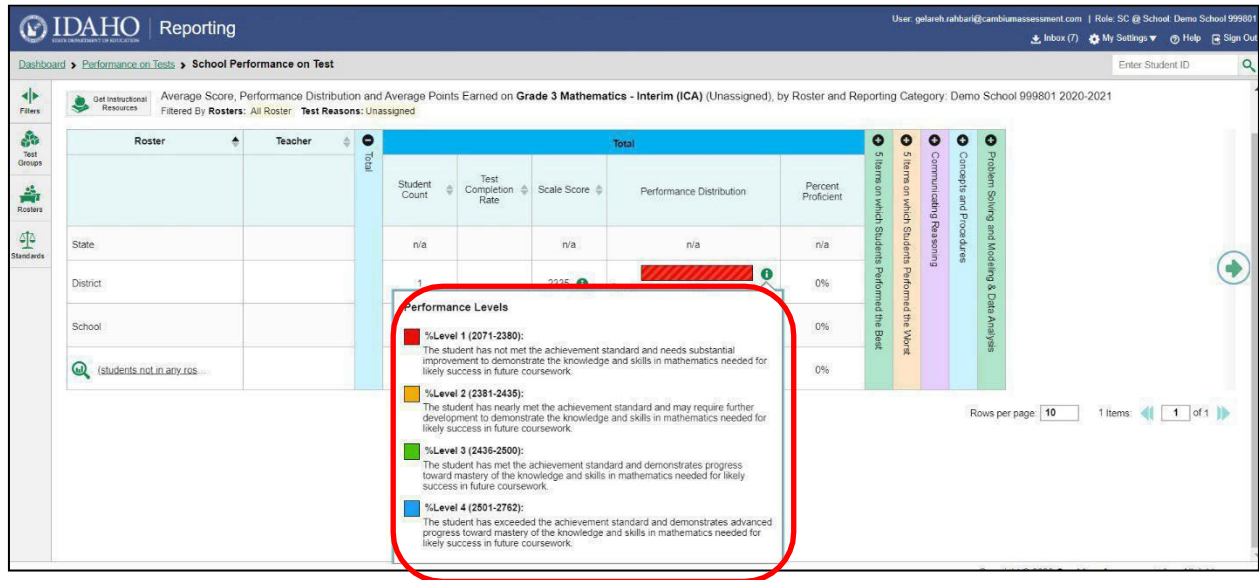 User: gelareh.rahbari@cambiumassessment.com | Role: SC @ School: Demo School 999801
IDAHO Reporting
STATE DEPARTMENT OF EDUCATION
Inbox (7) My Settings Help Sign Out
Dashboard Performance on Tests School Performance on Test
Enter Student ID
Filters
Test Groups
Rosters
Standards
Get Instructional Resources
Average Score, Performance Distribution and Average Points Earned on Grade 3 Mathematics - Interim (ICA) (Unassigned), by Roster and Reporting Category: Demo School 999801 2020-2021
Filtered By Rosters: All Roster Test Reasons: Unassigned
Roster Teacher Total Total
Student Count
Test Completion Rate
Scale Score
Performance Distribution
Percent Proficient
5 Items on which Students Performed the Best
5 Items on which Students Performed the Worst
Communicating Reasoning
Concepts and Procedures
Problem Solving and Modeling & Data Analysis
State n/a n/a n/a n/a
District 1 2335 0%
School 0%
(students not in any ros... 0%
Performance Levels
%Level 1 (2071-2380):
The student has not met the achievement standard and needs substantial
improvement to demonstrate the knowledge and skills in mathematics needed for
likely success in future coursework.
%Level 2 (2381-2435):
The student has nearly met the achievement standard and may require further
development to demonstrate the knowledge and skills in mathematics needed for
likely success in future coursework.
%Level 3 (2436-2500):
The student has met the achievement standard and demonstrates progress
toward mastery of the knowledge and skills in mathematics needed for likely
success in future coursework.
%Level 4 (2501-2762):
The student has exceeded the achievement standard and demonstrates advanced
progress toward mastery of the knowledge and skills in mathematics needed for
likely success in future coursework.
Rows per page: 10 1 Items: 1 of 1